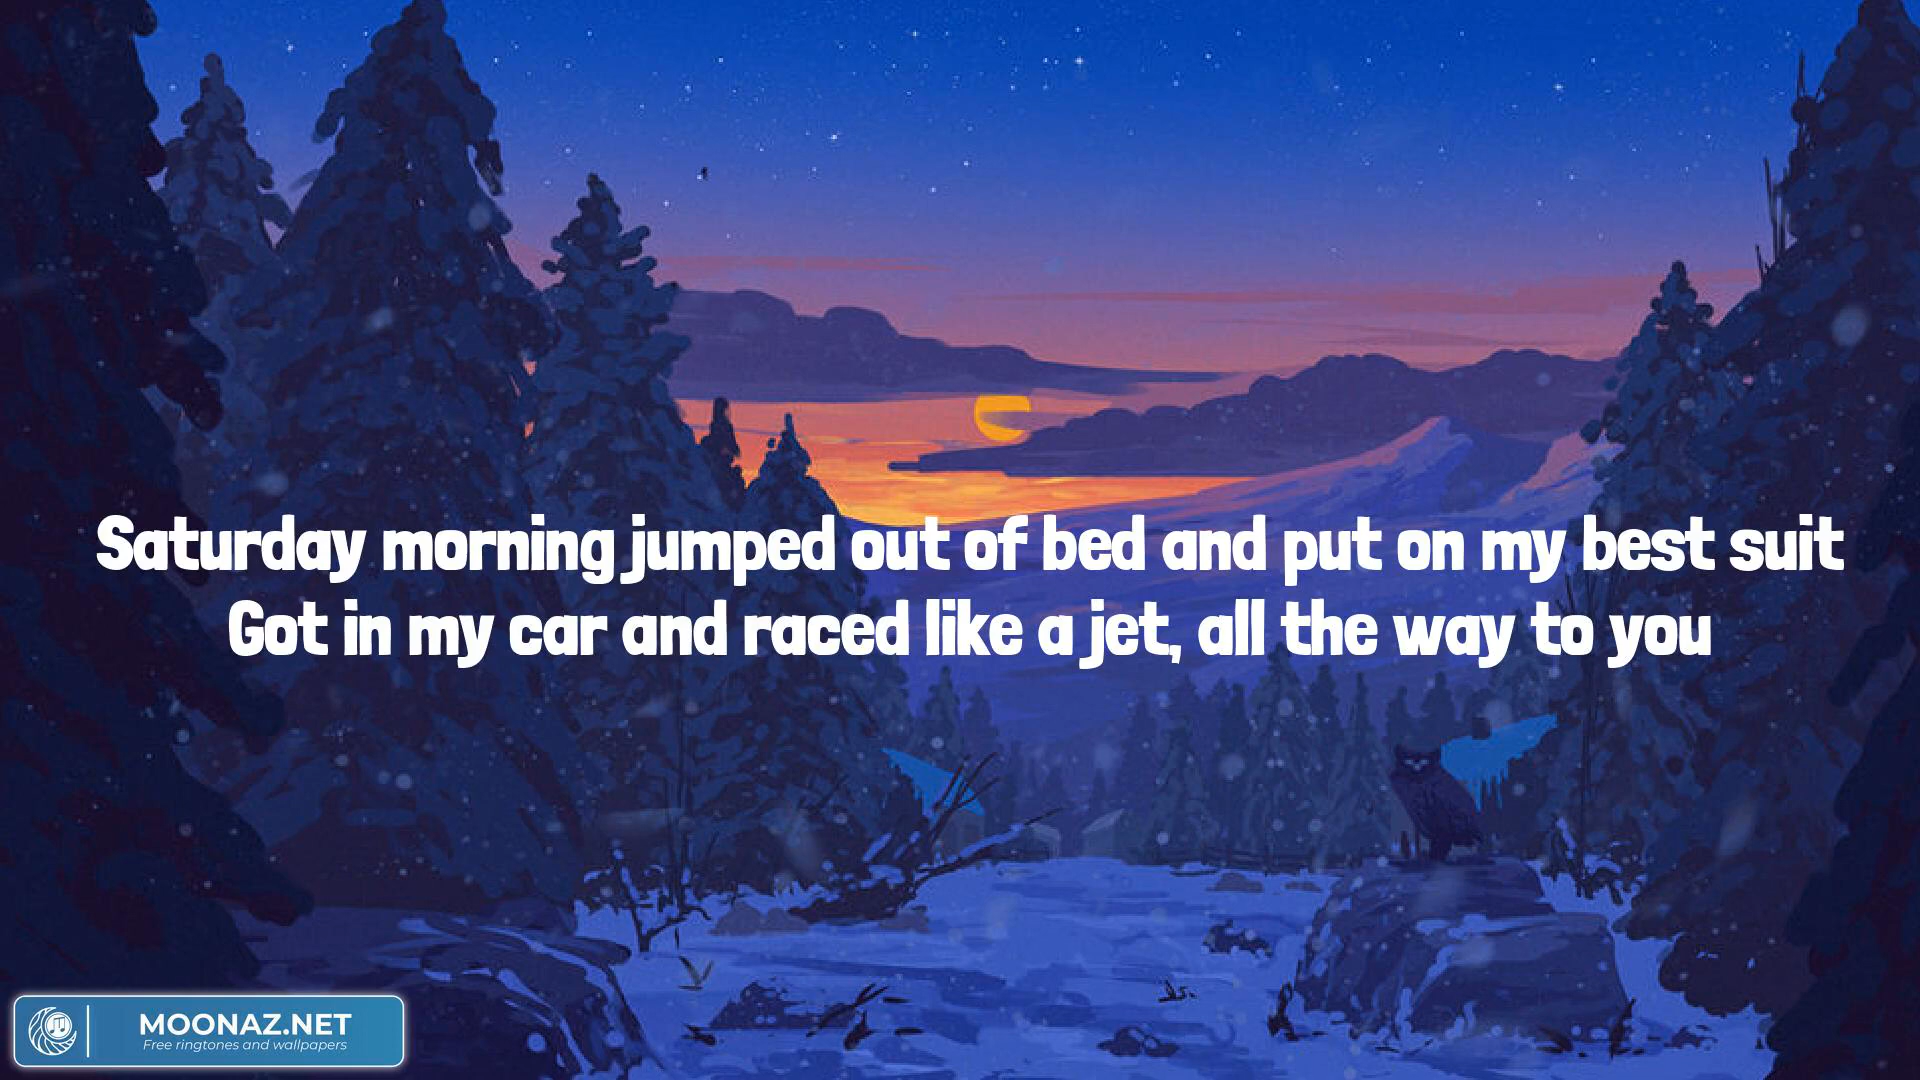 Saturday morning jumped out of bed and put on my best suit
Got in my car and raced like a jet, all the way to you
MOONAZ.NET
Free ringtones and wallpapers